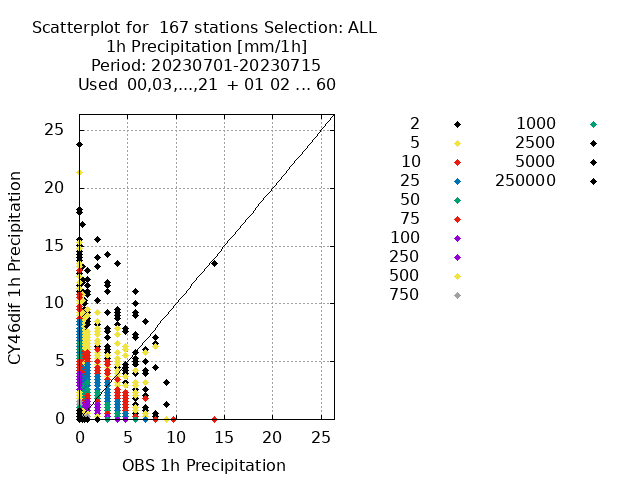 Scatterplot for  167 stations Selection: ALL
1h Precipitation [mm/1h]
Period: 20230701-20230715
Used  00,03,...,21  + 01 02 ... 60
CY46dif 1h Precipitation
25
20
15
10
5
0
0 5 10 15 20 25
OBS 1h Precipitation
2
5
10
25
50
75
100
250
500
750
1000
2500
5000
250000